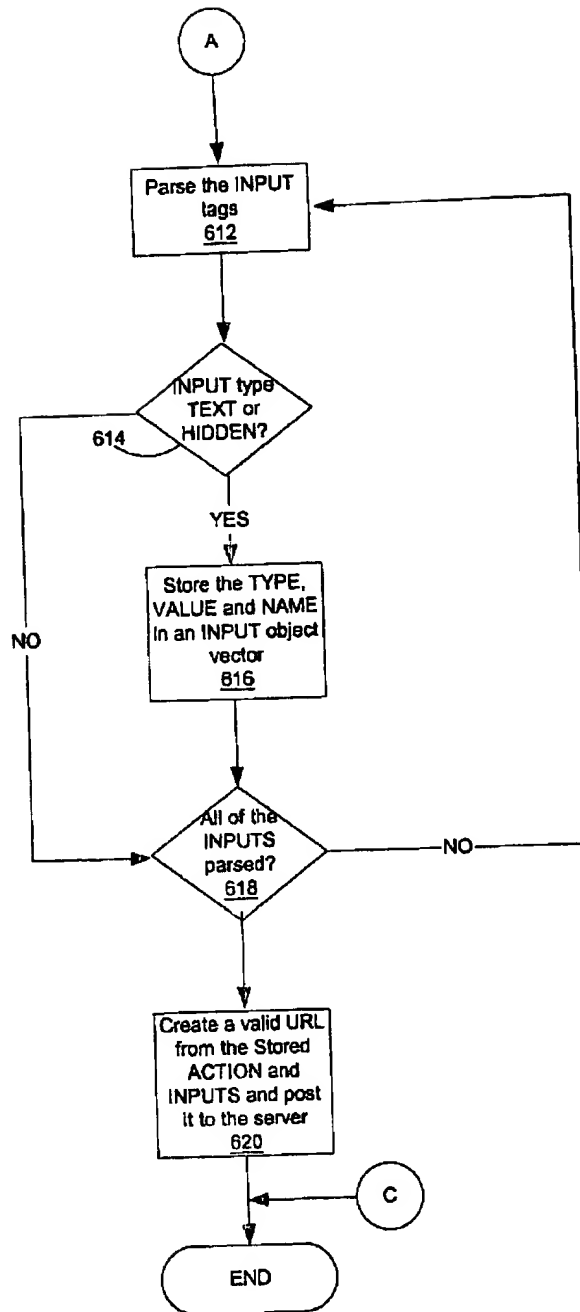 A
Parse the INPUT
tags
612
INPUT type
TEXT or
HIDDEN?
614
YES
Store the TYPE,
VALUE and NAME
in an INPUT object
vector
616
NO
All of the
INPUTS
parsed?
618
NO
Create a valid URL
from the Stored
ACTION and
INPUTS and post
it to the server
620
C
END